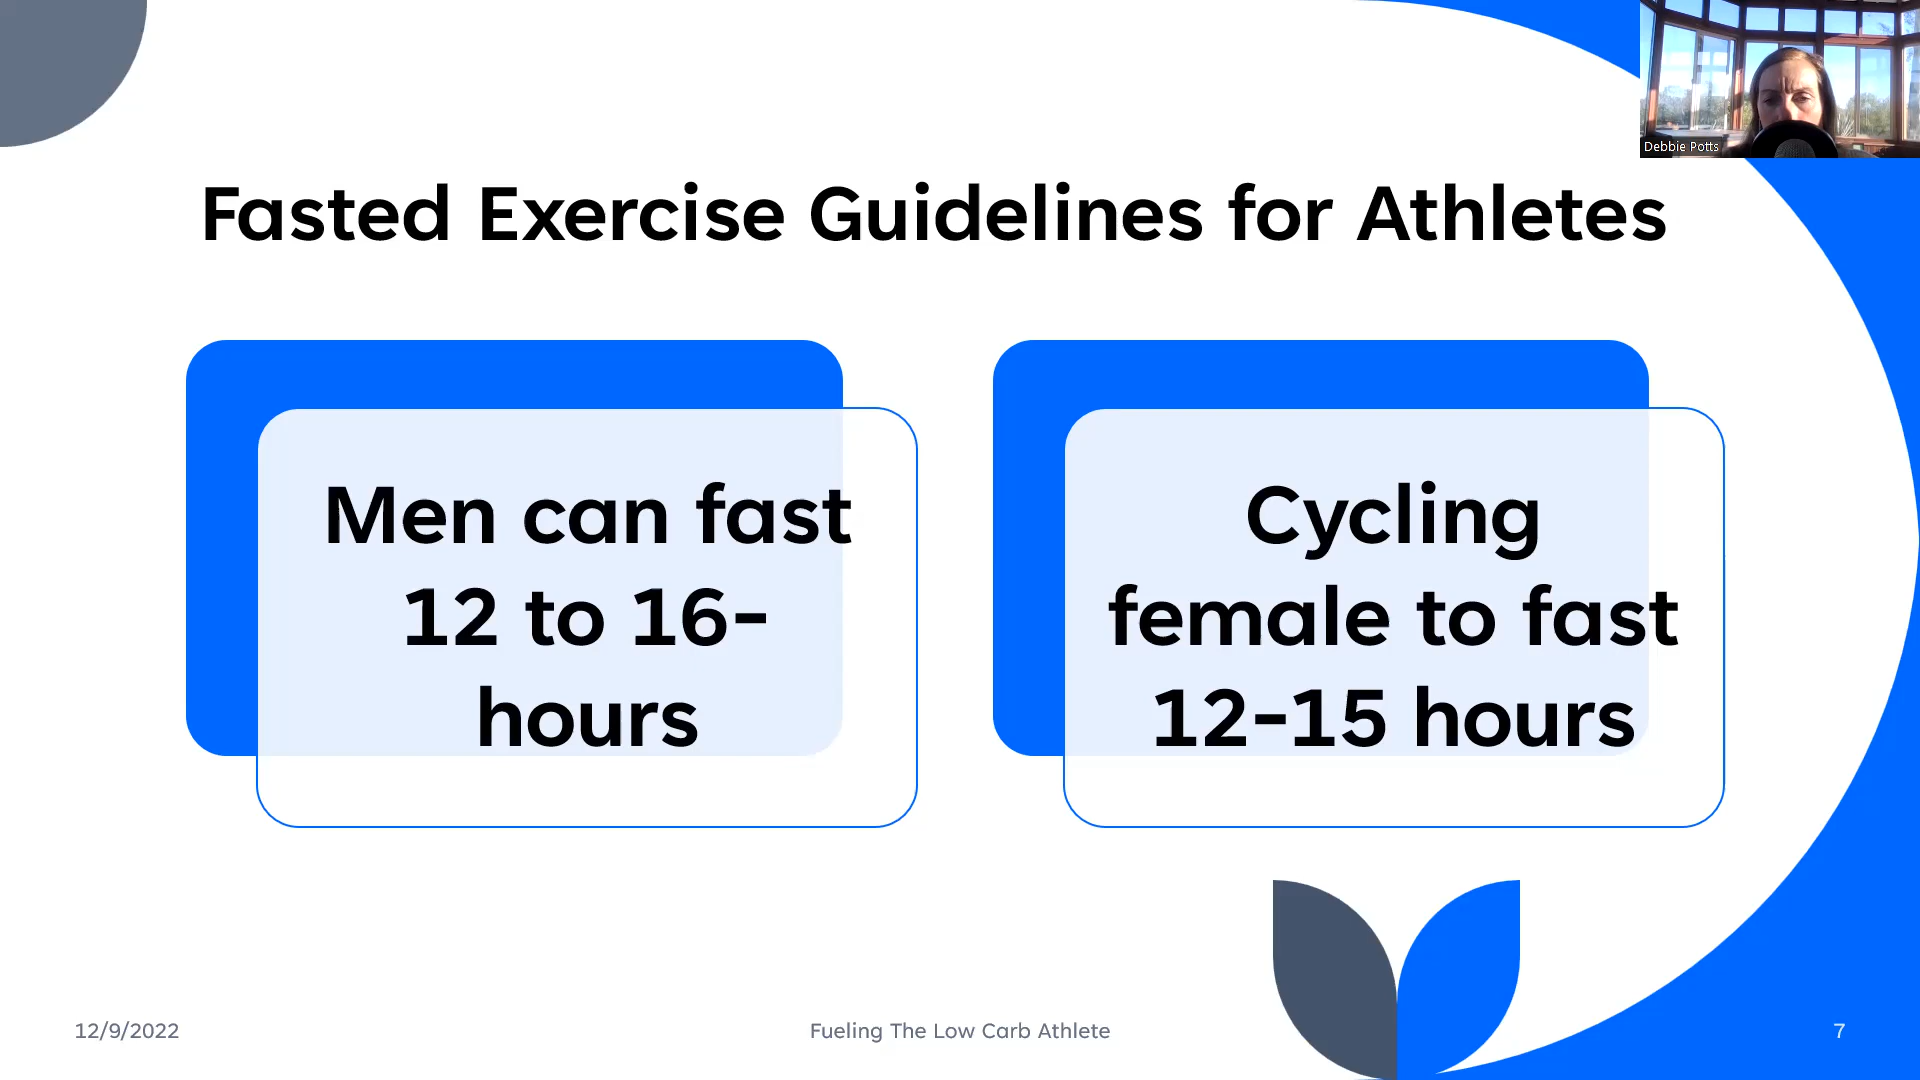 Debbie Potts
Fasted Exercise Guidelines for Athletes
Men can fast
12 to 16-
hours
Cycling
female to fast
12-15 hours
12/9/2022
Fueling The Low Carb Athlete
7